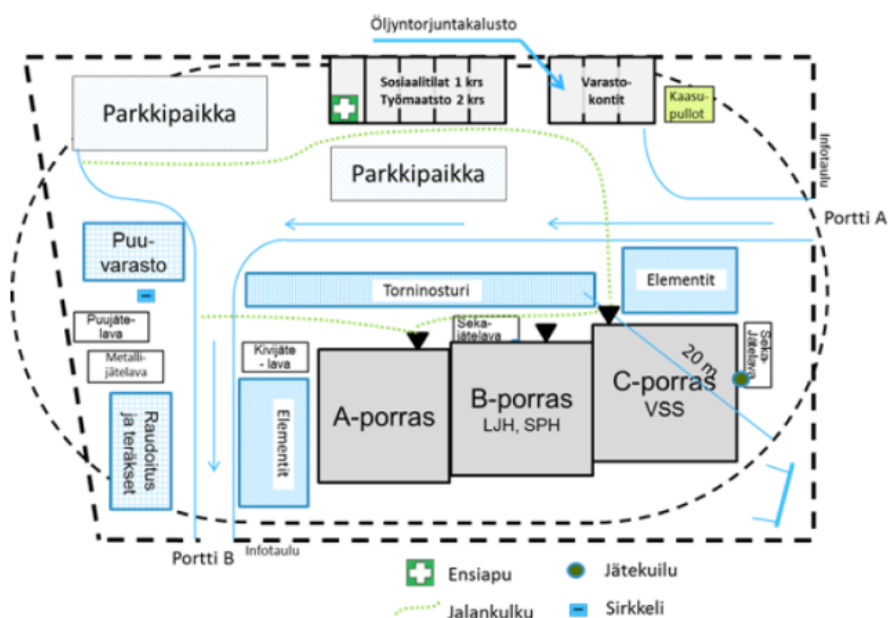 Öljyntorjuntakalusto
Parkkipaikka
Sosiaalitilat 1 krs
Työmaatsto 2 krs
Varasto-
kontit
Kaasu-
pullot
Infotaulu
Parkkipaikka
Portti A
Puu-
varasto
Torninosturi
Elementit
Puujäte-
lava
Metalli-
jätelava
Kivijäte
- lava
Seka-
jätelava
Seka-
Jätelava
20 m
Raudoitus
ja teräkset
Elementit
A-porras
B-porras
LJH, SPH
C-porras
VSS
Portti B
Infotaulu
Ensiapu
Jätekuilu
Jalankulku
Sirkkeli